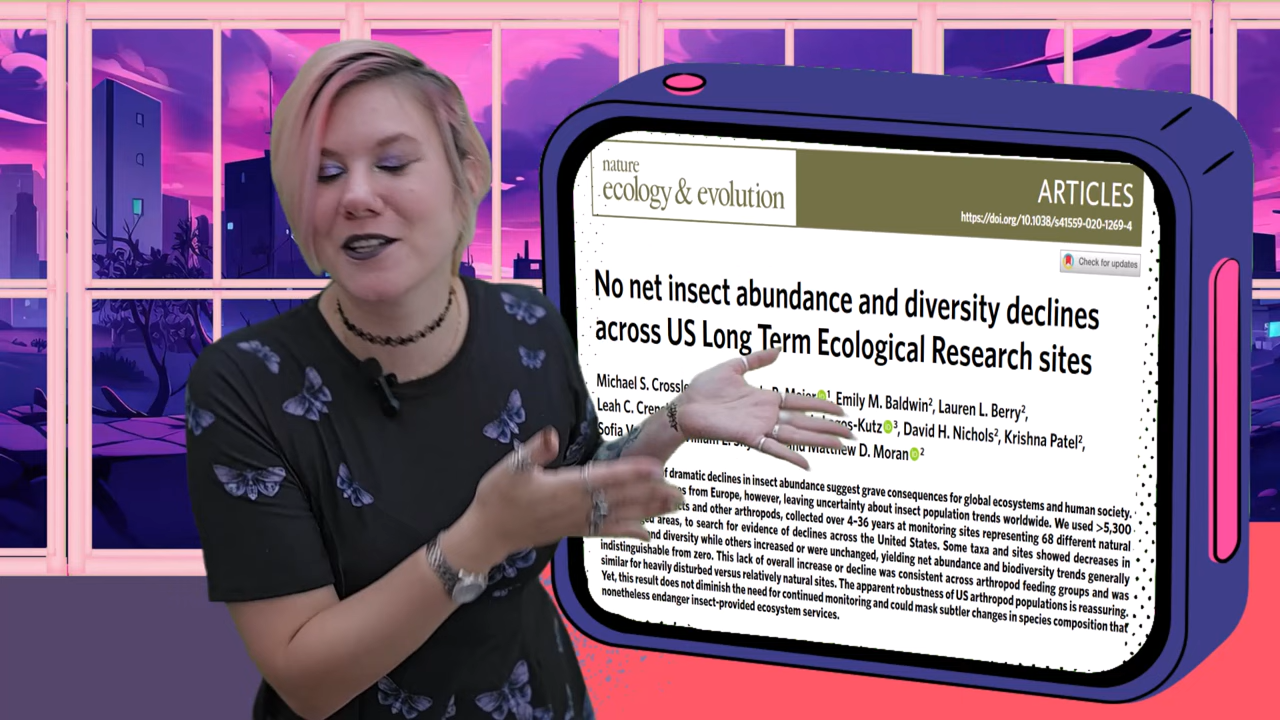 nature
ecology & evolution
ARTICLES
https://doi.org/10.1038/s41559-020-1269-4
Check for updates
No net insect abundance and diversity declines
across US Long Term Ecological Research sites
Michael S. Emily M. Baldwin², Lauren L. Berry²,
Leah C. ³, David H. Nichols², Krishna Patel²,
Sofia Matthew D. Moran ²
of dramatic declines in insect abundance suggest grave consequences for global ecosystems and human society.
from Europe, however, leaving uncertainty about insect population trends worldwide. We used >5,300
and other arthropods, collected over 4-36 years at monitoring sites representing 68 different natural
areas, to search for evidence of declines across the United States. Some taxa and sites showed decreases in
and diversity while others increased or were unchanged, yielding net abundance and biodiversity trends generally
indistinguishable from zero. This lack of overall increase or decline was consistent across arthropod feeding groups and was
similar for heavily disturbed versus relatively natural sites. The apparent robustness of US arthropod populations is reassuring.
Yet, this result does not diminish the need for continued monitoring and could mask subtler changes in species composition that
nonetheless endanger insect-provided ecosystem services.